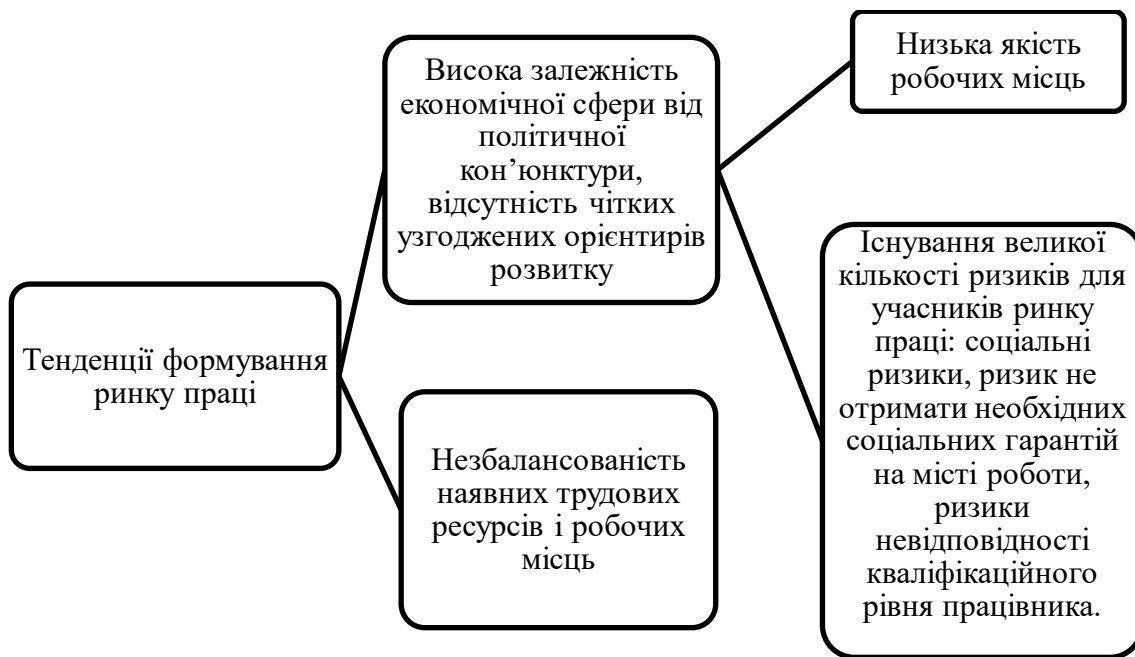 Тенденції формування
ринку праці
Висока залежність
економічної сфери від
політичної
кон’юнктури,
відсутність чітких
узгоджених орієнтирів
розвитку
Незбалансованість
наявних трудових
ресурсів і робочих
місць
Низька якість
робочих місць
Існування великої
кількості ризиків для
учасників ринку
праці: соціальні
ризики, ризик не
отримати необхідних
соціальних гарантій
на місті роботи,
ризики
невідповідності
кваліфікаційного
рівня працівника.